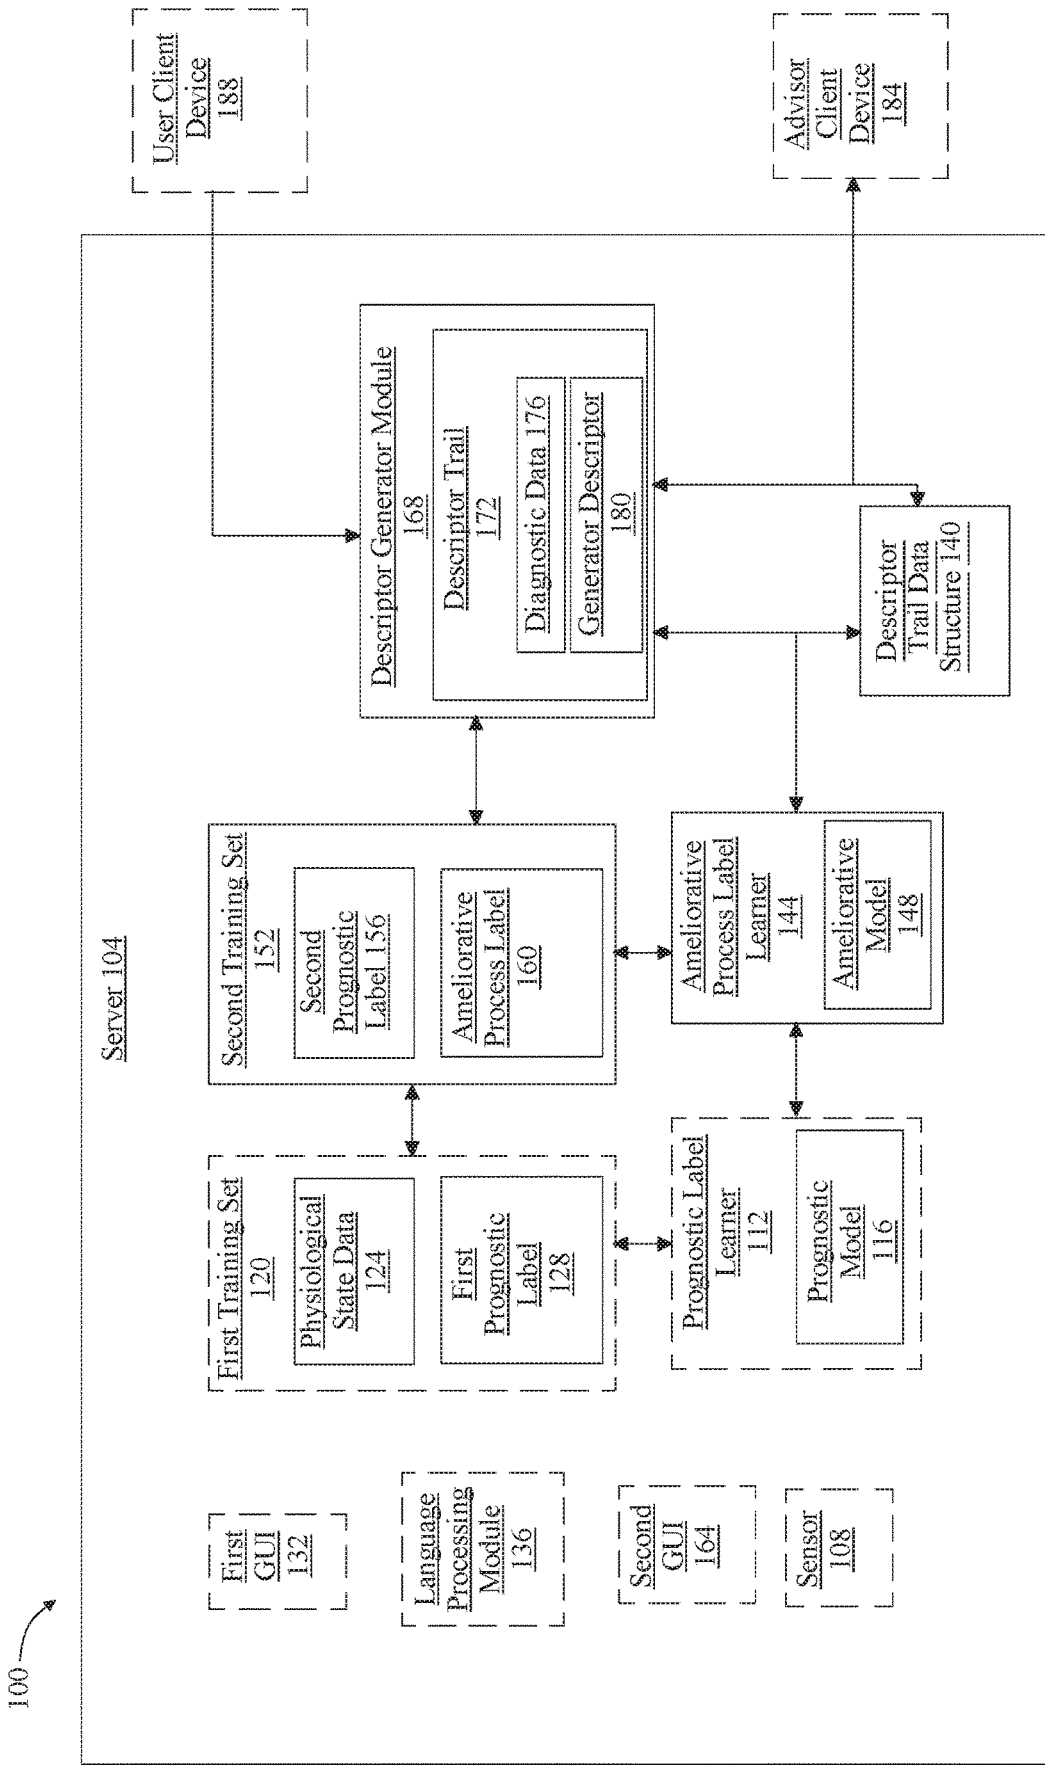 100
Server 104
First
GUI
132
Language
Processing
Module
136
Second
GUI
164
Sensor
108
First Training Set
120
Physiological
State Data
124
First
Prognostic
Label
128
Prognostic Label
Learner
112
Prognostic
Model
116
Second Training Set
152
Second
Prognostic
Label 156
Ameliorative
Process Label
160
Ameliorative
Process Label
Learner
144
Ameliorative
Model
148
Descriptor Generator Module
168
Descriptor Trail
172
Diagnostic Data 176
Generator Descriptor
180
Descriptor
Trail Data
Structure 140
User Client
Device
188
Advisor
Client
Device
184